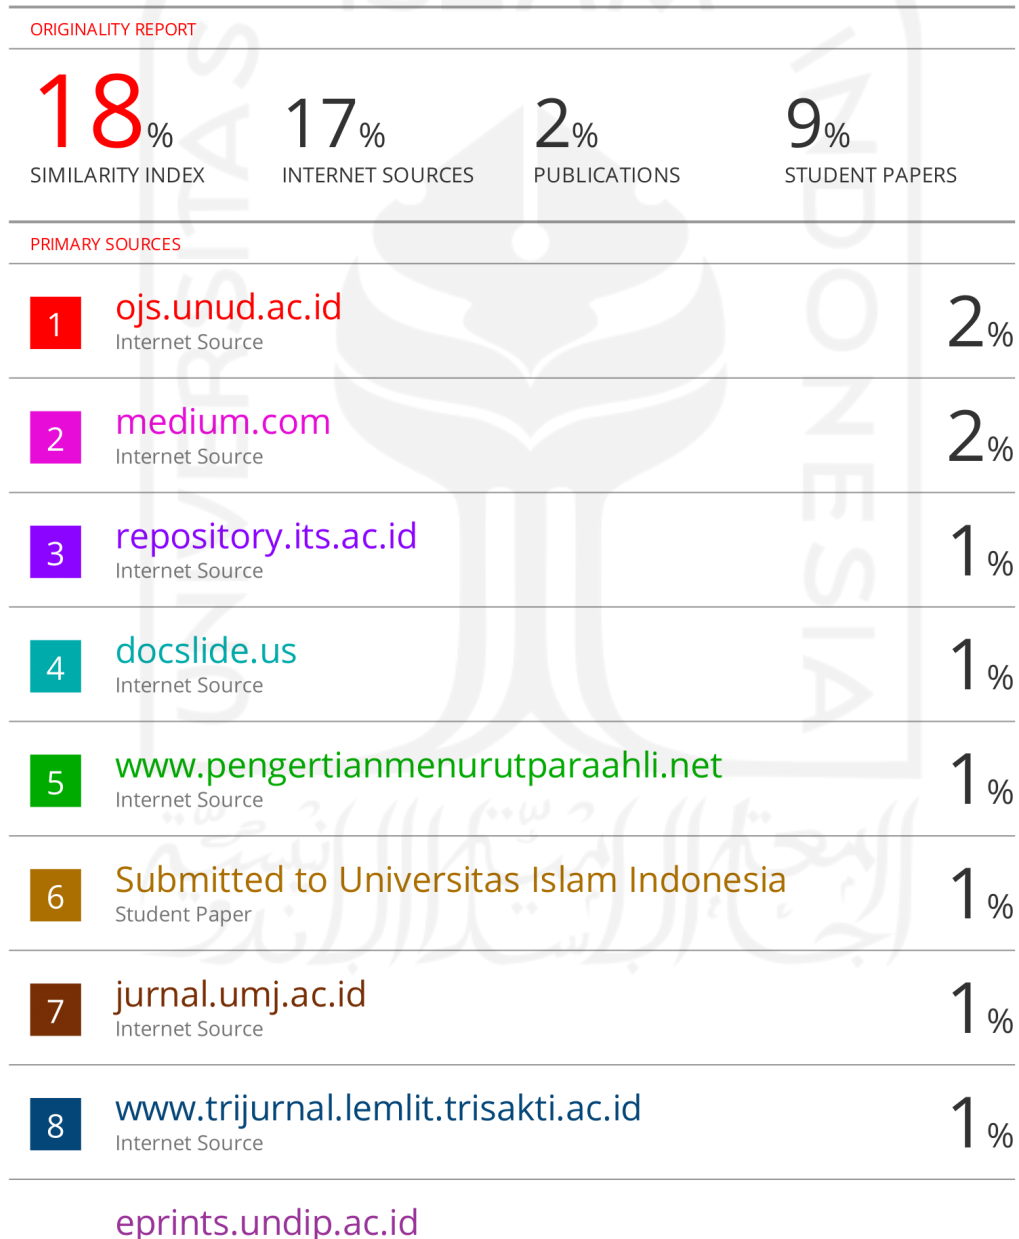 ISLAM
ORIGINALITY REPORT
18%
17%
2%
9%
SIMILARITY INDEX
INTERNET SOURCES
PUBLICATIONS
STUDENT PAPERS
PRIMARY SOURCES
1
ojs.unud.ac.id
Internet Source
2%
2
medium.com
Internet Source
2%
3
repository.its.ac.id
Internet Source
1%
4
docslide.us
Internet Source
1%
5
www.pengertianmenurutparaahli.net
Internet Source
1%
6
Submitted to Universitas Islam Indonesia
Student Paper
1%
7
jurnal.umj.ac.id
Internet Source
1%
8
www.trijurnal.lemlit.trisakti.ac.id
Internet Source
1%
eprints.undip.ac.id
UNIVERSITAS
INDONESIA